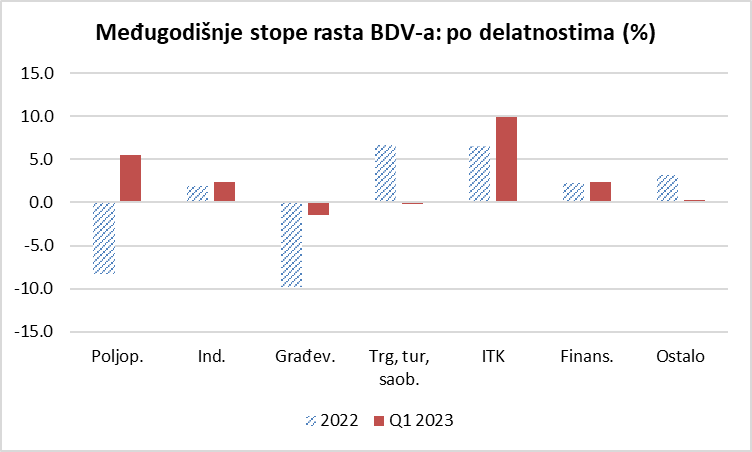 Međugodišnje stope rasta BDV-a: po delatnostima (%)
15.0
10.0
5.0
0.0
-5.0
-10.0
-15.0
Poljop.
Ind.
Građev.
Trg, tur,
saob.
ITK
Finans.
Ostalo
2022
Q1 2023